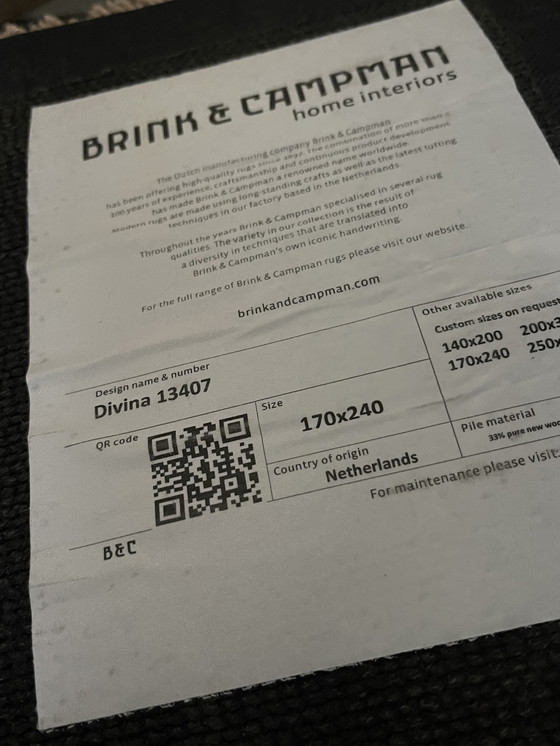 BRINK & CAMPMAN
home interiors
The Dutch manufacturing company Brink & Campman
has been offering high-quality rugs since 1897. The combination of more than
100 years of experience, craftsmanship and continuous product development
has made Brink & Campman a renowned name worldwide.
Modern rugs are made using long-standing crafts as well as the latest tufting
techniques in our factory based in the Netherlands.
Throughout the years Brink & Campman specialised in several rug
qualities. The variety in our collection is the result of
a diversity in techniques that are translated into
Brink & Campman's own iconic handwriting.
For the full range of Brink & Campman rugs please visit our website.
brinkandcampman.com
Design name & number
Divina 13407
QR code
B&C
Size
170x240
Country of origin
Netherlands
Other available sizes
Custom sizes on request
140x200 200x3
170x240 250x
Pile material
33% pure new woo
For maintenance please visit: